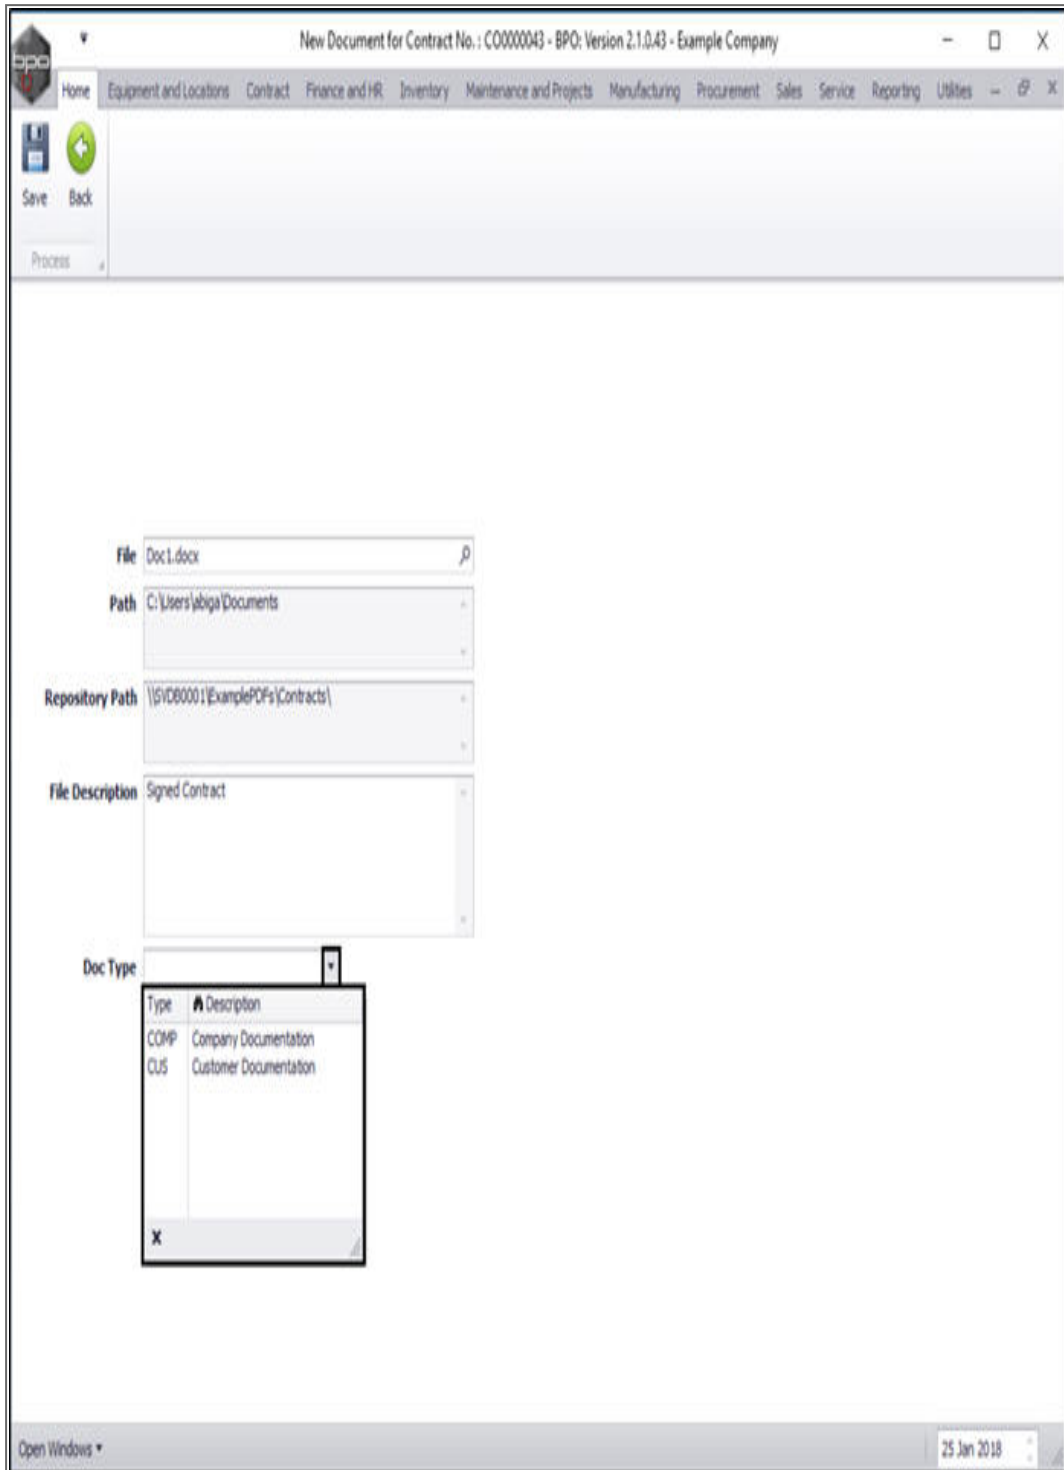 New Document for Contract No. : CO0000043 - BPO: Version 2.1.0.43 - Example Company
bpo
Home Equipment and Locations Contract Finance and HR Inventory Maintenance and Projects Manufacturing Procurement Sales Service Reporting Utilities
Save Back
Process
File Doc1.docx
Path C:\Users\abiga\Documents
Repository Path \\SVDB0001\ExamplePDFs\Contracts\
File Description Signed Contract
Doc Type
Type Description
COMP Company Documentation
CUS Customer Documentation
Open Windows 25 Jan 2018